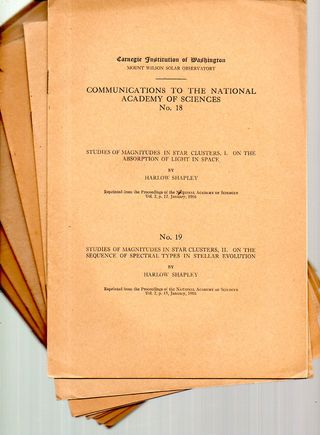 Carnegie Institution of Washington
MOUNT WILSON SOLAR OBSERVATORY
COMMUNICATIONS TO THE NATIONAL
ACADEMY OF SCIENCES
No. 18
STUDIES OF MAGNITUDES IN STAR CLUSTERS, I. ON THE
ABSORPTION OF LIGHT IN SPACE
BY
HARLOW SHAPLEY
Reprinted from the Proceedings of the NATIONAL ACADEMY OF SCIENCES
Vol. 2, p. 12, January, 1916
No. 19
STUDIES OF MAGNITUDES IN STAR CLUSTERS, II. ON THE
SEQUENCE OF SPECTRAL TYPES IN STELLAR EVOLUTION
BY
HARLOW SHAPLEY
Reprinted from the Proceedings of the NATIONAL ACADEMY OF SCIENCES
Vol. 2, p. 15, January, 1916